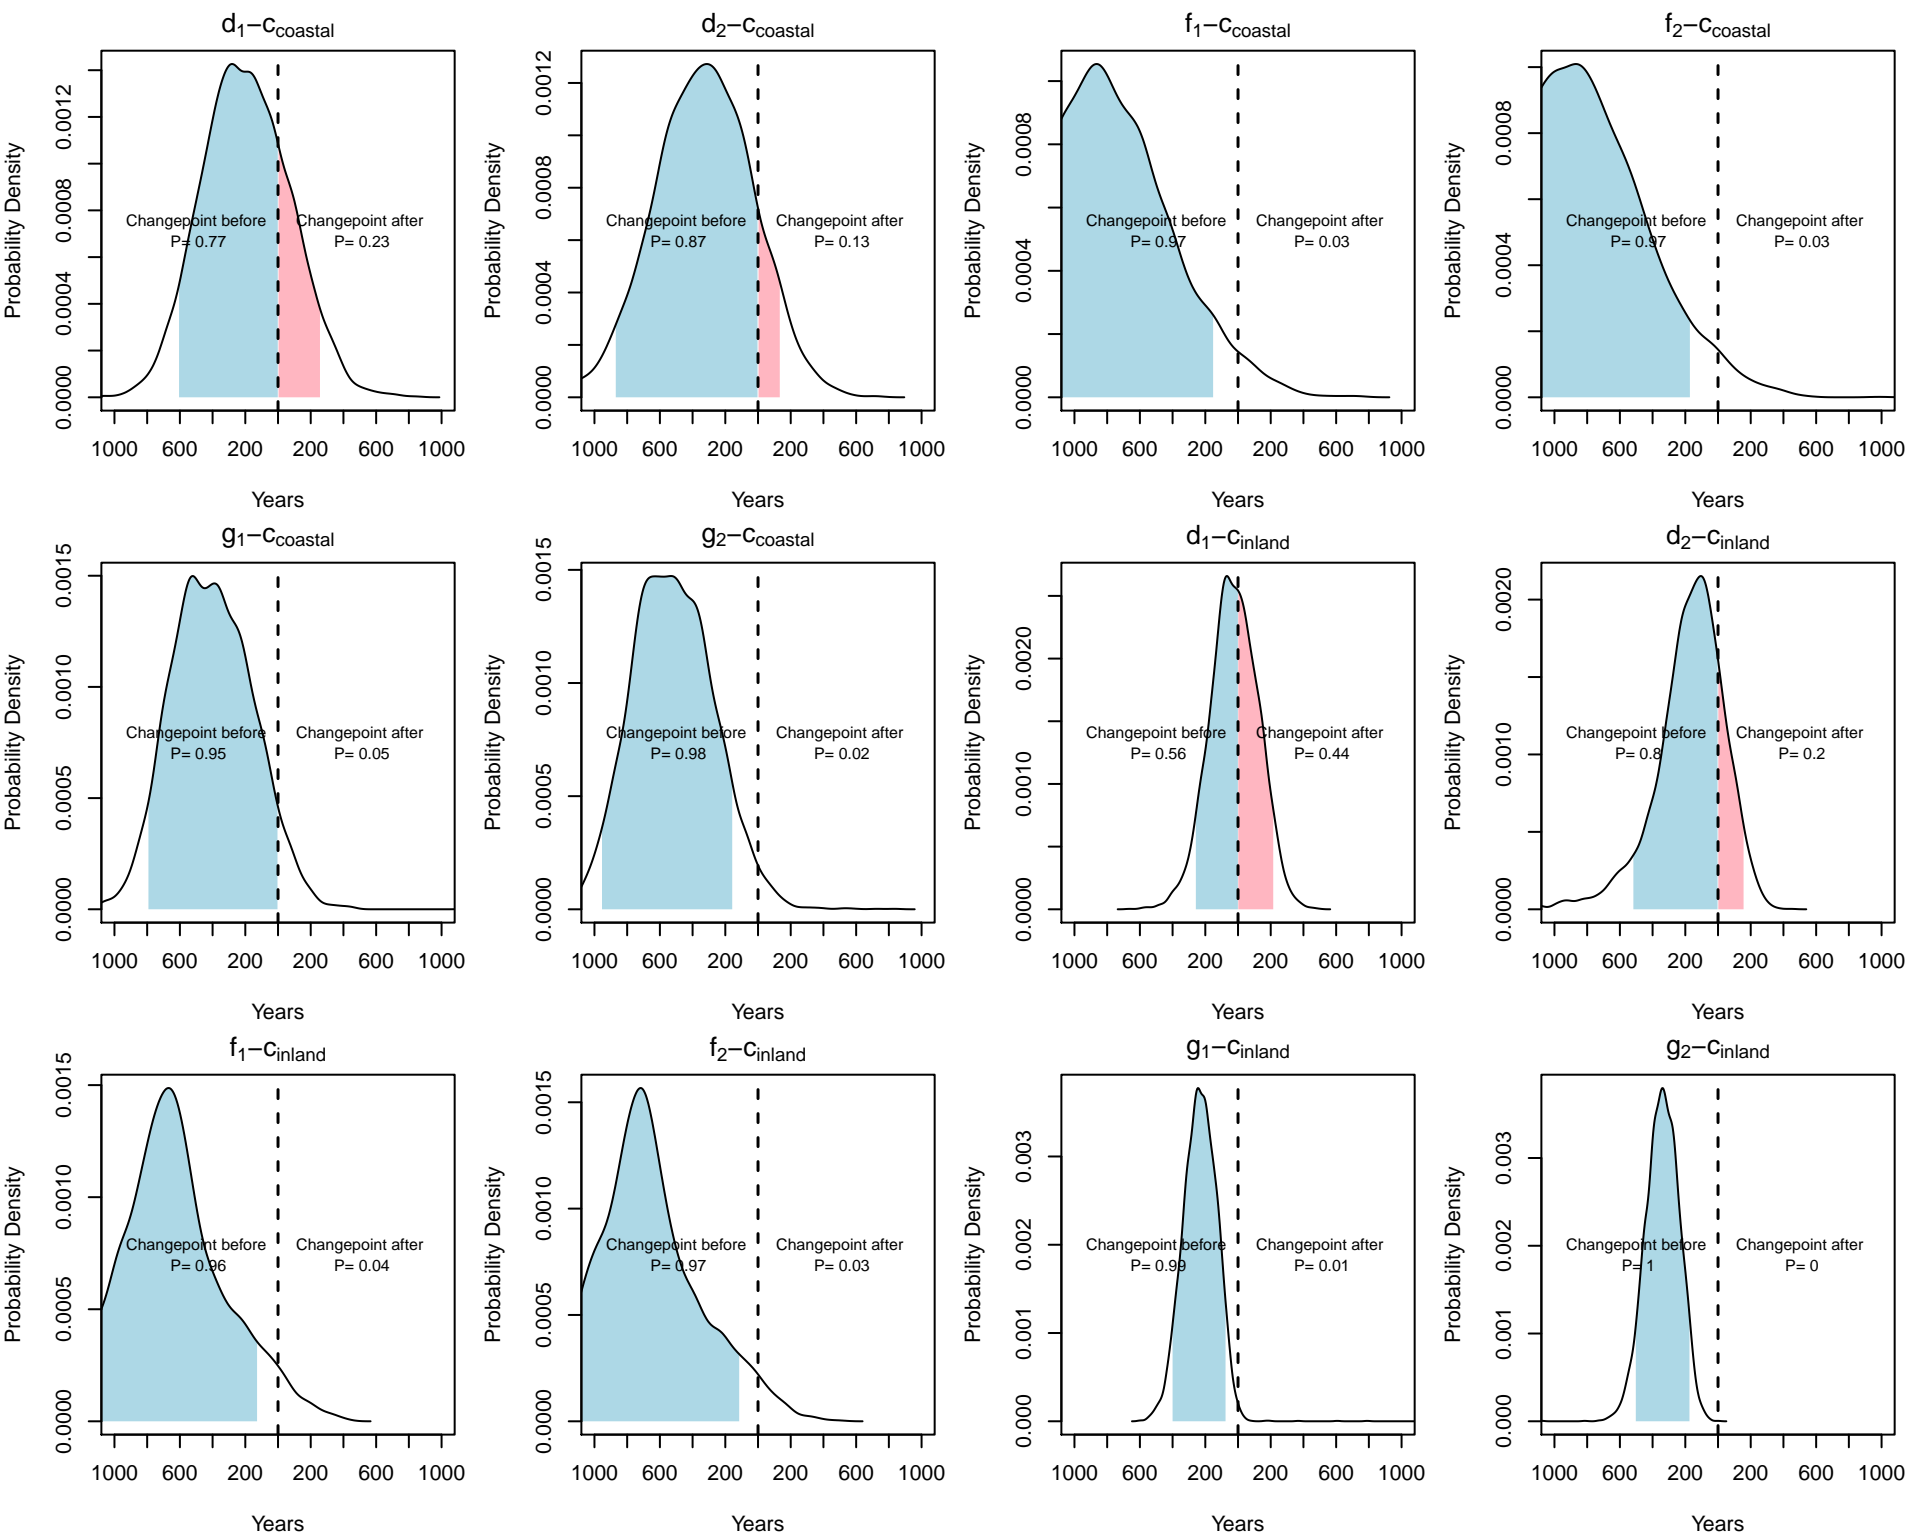 d1−ccoastal
Probability Density
0.0000 0.0004 0.0008 0.0012
Changepoint before
P= 0.77
Changepoint after
P= 0.23
1000 600 200 200 600 1000
Years
d2−ccoastal
Probability Density
0.0000 0.0004 0.0008 0.0012
Changepoint before
P= 0.87
Changepoint after
P= 0.13
1000 600 200 200 600 1000
Years
f1−ccoastal
Probability Density
0.0000 0.0004 0.0008
Changepoint before
P= 0.97
Changepoint after
P= 0.03
1000 600 200 200 600 1000
Years
f2−ccoastal
Probability Density
0.0000 0.0004 0.0008
Changepoint before
P= 0.97
Changepoint after
P= 0.03
1000 600 200 200 600 1000
Years
g1−ccoastal
Probability Density
0.0000 0.0005 0.0010 0.0015
Changepoint before
P= 0.95
Changepoint after
P= 0.05
1000 600 200 200 600 1000
Years
g2−ccoastal
Probability Density
0.0000 0.0005 0.0010 0.0015
Changepoint before
P= 0.98
Changepoint after
P= 0.02
1000 600 200 200 600 1000
Years
d1−cinland
Probability Density
0.0000 0.0010 0.0020
Changepoint before
P= 0.56
Changepoint after
P= 0.44
1000 600 200 200 600 1000
Years
d2−cinland
Probability Density
0.0000 0.0010 0.0020
Changepoint before
P= 0.8
Changepoint after
P= 0.2
1000 600 200 200 600 1000
Years
f1−cinland
Probability Density
0.0000 0.0005 0.0010 0.0015
Changepoint before
P= 0.96
Changepoint after
P= 0.04
1000 600 200 200 600 1000
Years
f2−cinland
Probability Density
0.0000 0.0005 0.0010 0.0015
Changepoint before
P= 0.97
Changepoint after
P= 0.03
1000 600 200 200 600 1000
Years
g1−cinland
Probability Density
0.000 0.001 0.002 0.003
Changepoint before
P= 0.99
Changepoint after
P= 0.01
1000 600 200 200 600 1000
Years
g2−cinland
Probability Density
0.000 0.001 0.002 0.003
Changepoint before
P= 1
Changepoint after
P= 0
1000 600 200 200 600 1000
Years